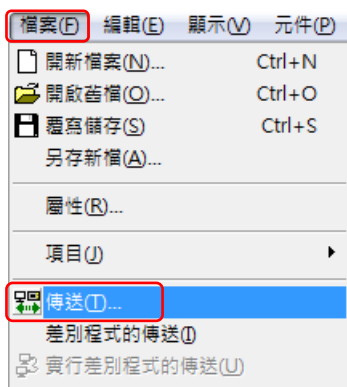 檔案(F) 編輯(E) 顯示(V) 元件(P)
開新檔案(N)... Ctrl+N
開啟舊檔(O)... Ctrl+O
覆寫儲存(S) Ctrl+S
另存新檔(A)...
屬性(R)...
項目(J)
傳送(T)...
差別程式的傳送(I)
實行差別程式的傳送(U)